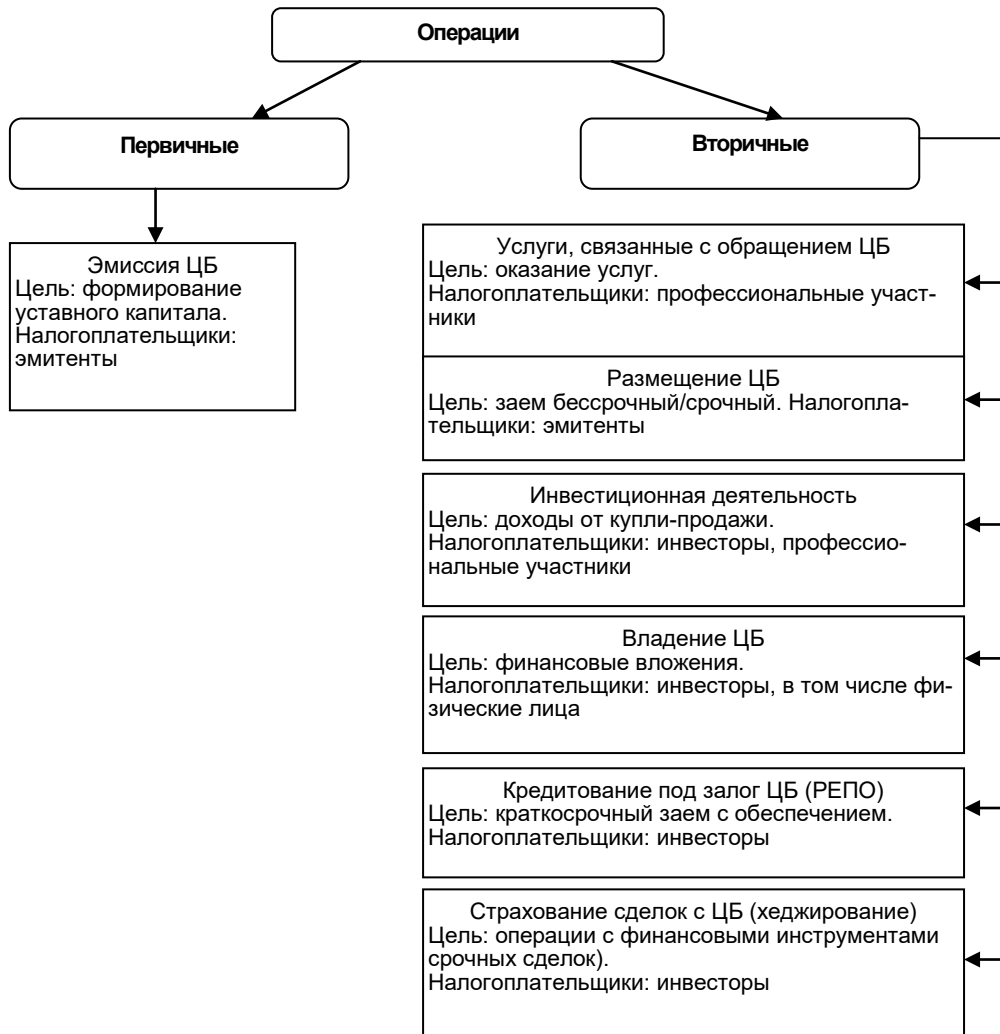 Операции
Первичные
Вторичные
Эмиссия ЦБ
Цель: формирование
уставного капитала.
Налогоплательщики:
эмитенты
Услуги, связанные с обращением ЦБ
Цель: оказание услуг.
Налогоплательщики: профессиональные участ-
ники
Размещение ЦБ
Цель: заем бессрочный/срочный. Налогопла-
тельщики: эмитенты
Инвестиционная деятельность
Цель: доходы от купли-продажи.
Налогоплательщики: инвесторы, профессио-
нальные участники
Владение ЦБ
Цель: финансовые вложения.
Налогоплательщики: инвесторы, в том числе фи-
зические лица
Кредитование под залог ЦБ (РЕПО)
Цель: краткосрочный заем с обеспечением.
Налогоплательщики: инвесторы
Страхование сделок с ЦБ (хеджирование)
Цель: операции с финансовыми инструментами
срочных сделок).
Налогоплательщики: инвесторы